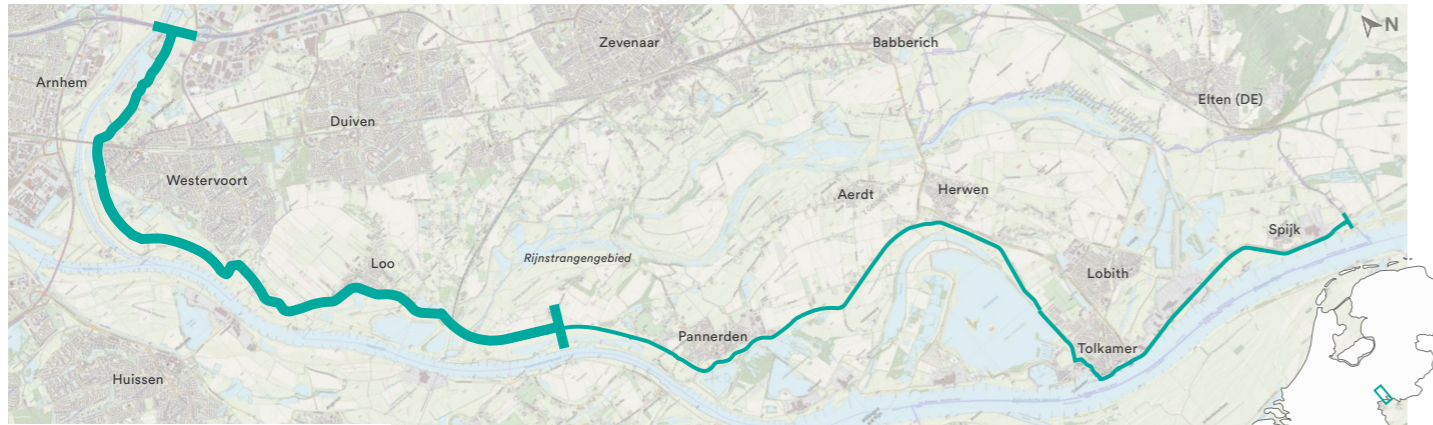 N
Zevenaar
Babberich
Arnhem
Elten (DE)
Duiven
Westervoort
Herwen
Aerdt
Spijk
Rijnstrangengebied
Loo
Lobith
Pannerden
Tolkamer
Huissen